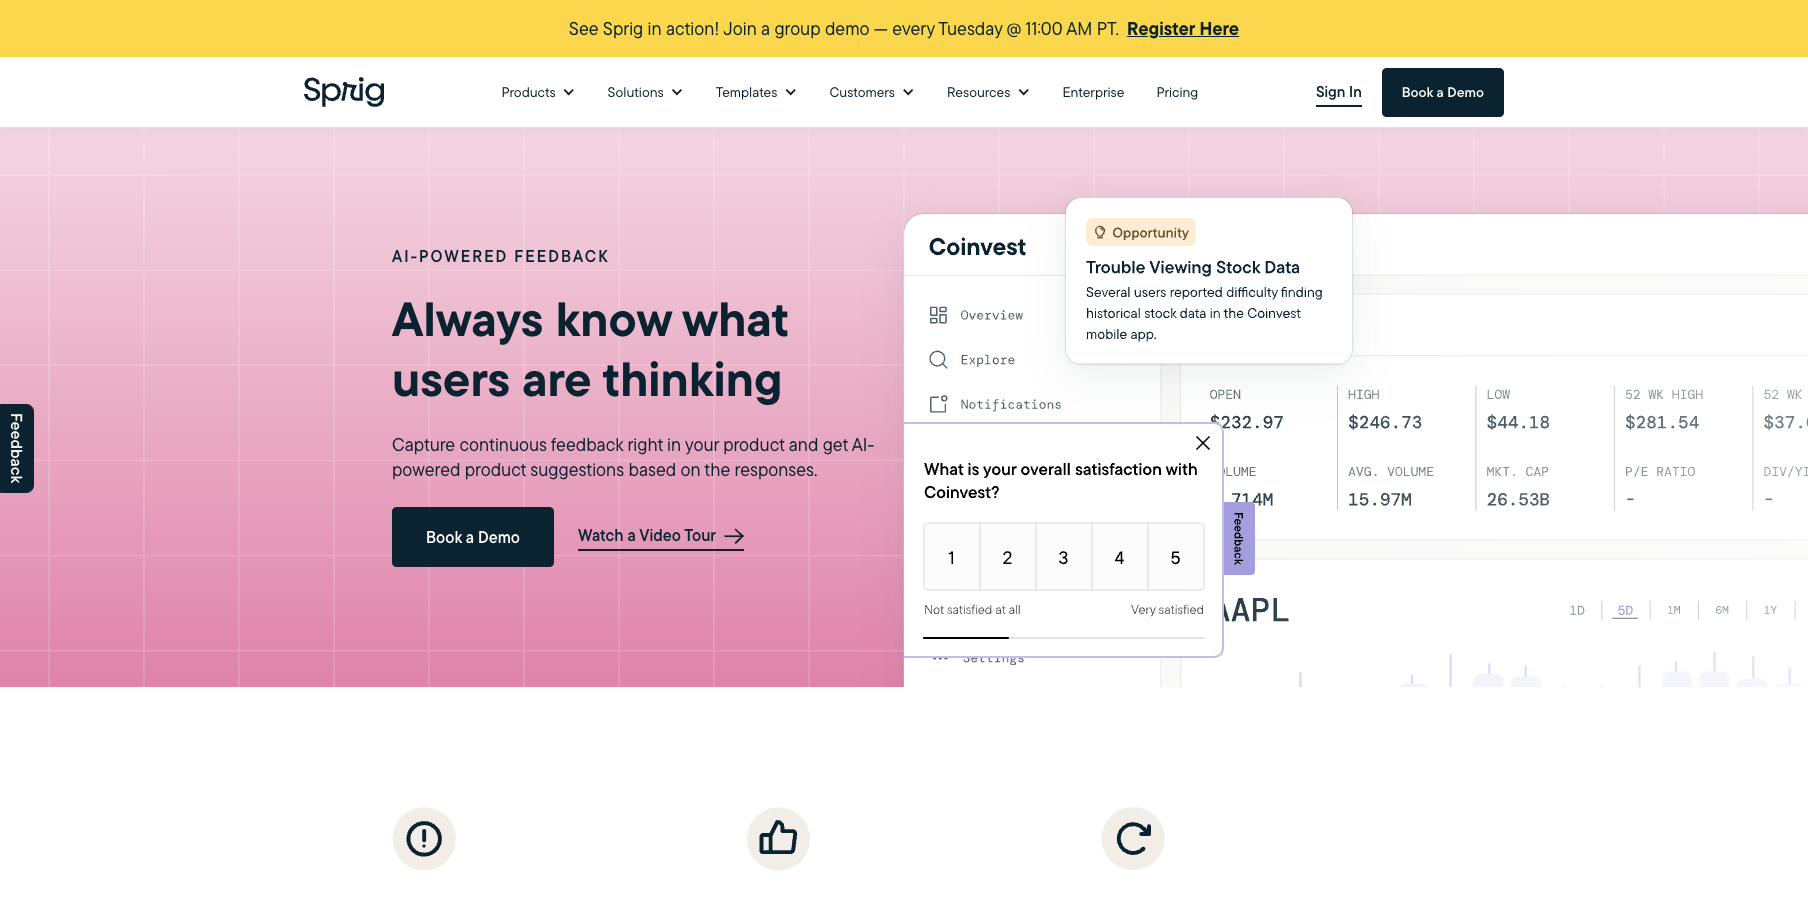 See Sprig in action! Join a group demo — every Tuesday @ 11:00 AM PT. Register Here
Sprig
Products
Solutions
Templates
Customers
Resources
Enterprise
Pricing
Sign In
Book a Demo
AI-POWERED FEEDBACK
Always know what
users are thinking
Capture continuous feedback right in your product and get AI-
powered product suggestions based on the responses.
Book a Demo
Watch a Video Tour
Feedback
Coinvest
Overview
Explore
Notifications
Opportunity
Trouble Viewing Stock Data
Several users reported difficulty finding
historical stock data in the Coinvest
mobile app.
OPEN
$232.97
HIGH
$246.73
LOW
$44.18
52 WK HIGH
$281.54
52 WK
$37.
AVG. VOLUME
15.97M
MKT. CAP
26.53B
P/E RATIO
-
DIV/YI
-
714M
What is your overall satisfaction with
Coinvest?
1 2 3 4 5
Not satisfied at all
Very satisfied
Feedback
Settings
AAPL
1D 5D 1M 6M 1Y